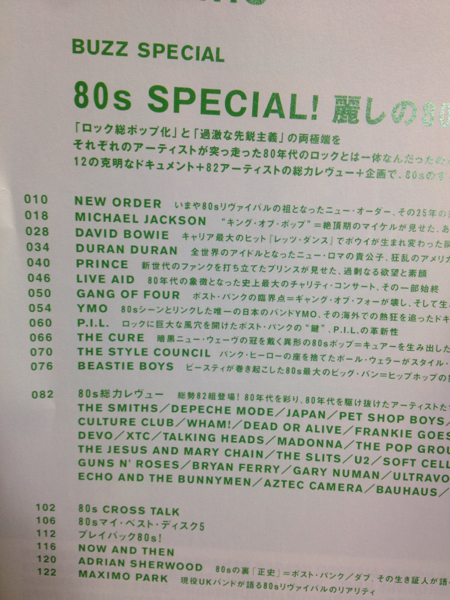 BUZZ SPECIAL
80s SPECIAL! 麗しの80
「ロック総ポップ化」と「過激な先鋭主義」の両極端を
それぞれのアーティストが突っ走った80年代のロックとは一体なんだったのか
12の克明なドキュメント+82アーティストの総力レヴュー+企画で、80sのす
010 NEW ORDER いまや80sリヴァイバルの祖となったニュー・オーダー、その25年の
018 MICHAEL JACKSON “キング・オブ・ポップ”=絶頂期のマイケルが見せた、あ
028 DAVID BOWIE キャリア最大のヒット『レッツ・ダンス』でボウイが生まれ変わった瞬
034 DURAN DURAN 全世界のアイドルとなったニュー・ロマの貴公子、狂乱のアメリカ
040 PRINCE 新世代のファンクを打ち立てたプリンスが見せた、過剰なる欲望と素顔
046 LIVE AID 80年代の象徴となった史上最大のチャリティ・コンサート、その一部始終
050 GANG OF FOUR ポスト・パンクの臨界点=ギャング・オブ・フォーが壊し、そして生
054 YMO 80sシーンとリンクした唯一の日本のバンドYMO、その海外での熱狂を追ったドキ
060 P.I.L. ロックに巨大な風穴を開けたポスト・パンクの“鍵”、P.I.L.の革新性
066 THE CURE 暗黒ニュー・ウェーヴの冠を戴く異形の80sポップ=キュアーを生み出した
070 THE STYLE COUNCIL パンク・ヒーローの座を捨てたポール・ウェラーがスタイル・
076 BEASTIE BOYS ビースティが巻き起こした80s最大のビッグ・バン=ヒップホップの
082 80s総力レヴュー 総勢82組登場!80年代を彩り、80年代を駆け抜けたアーティストた
THE SMITHS/DEPECHE MODE/JAPAN/PET SHOP BOYS/
CULTURE CLUB/WHAM!/DEAD OR ALIVE/FRANKIE GOES
DEVO/XTC/TALKING HEADS/MADONNA/THE POP GROU
THE JESUS AND MARY CHAIN/THE SLITS/U2/SOFT CELL
GUNS N' ROSES/BRYAN FERRY/GARY NUMAN/ULTRAVO
ECHO AND THE BUNNYMEN/AZTEC CAMERA/BAUHAUS/
102 80s CROSS TALK
106 80sマイ・ベスト・ディスク5
112 プレイバック80s!
116 NOW AND THEN
120 ADRIAN SHERWOOD 80sの裏「正史」=ポスト・パンク/ダブ、その生き証人が語
122 MAXIMO PARK 現役UKバンドが語る80sリヴァイバルのリアリティ